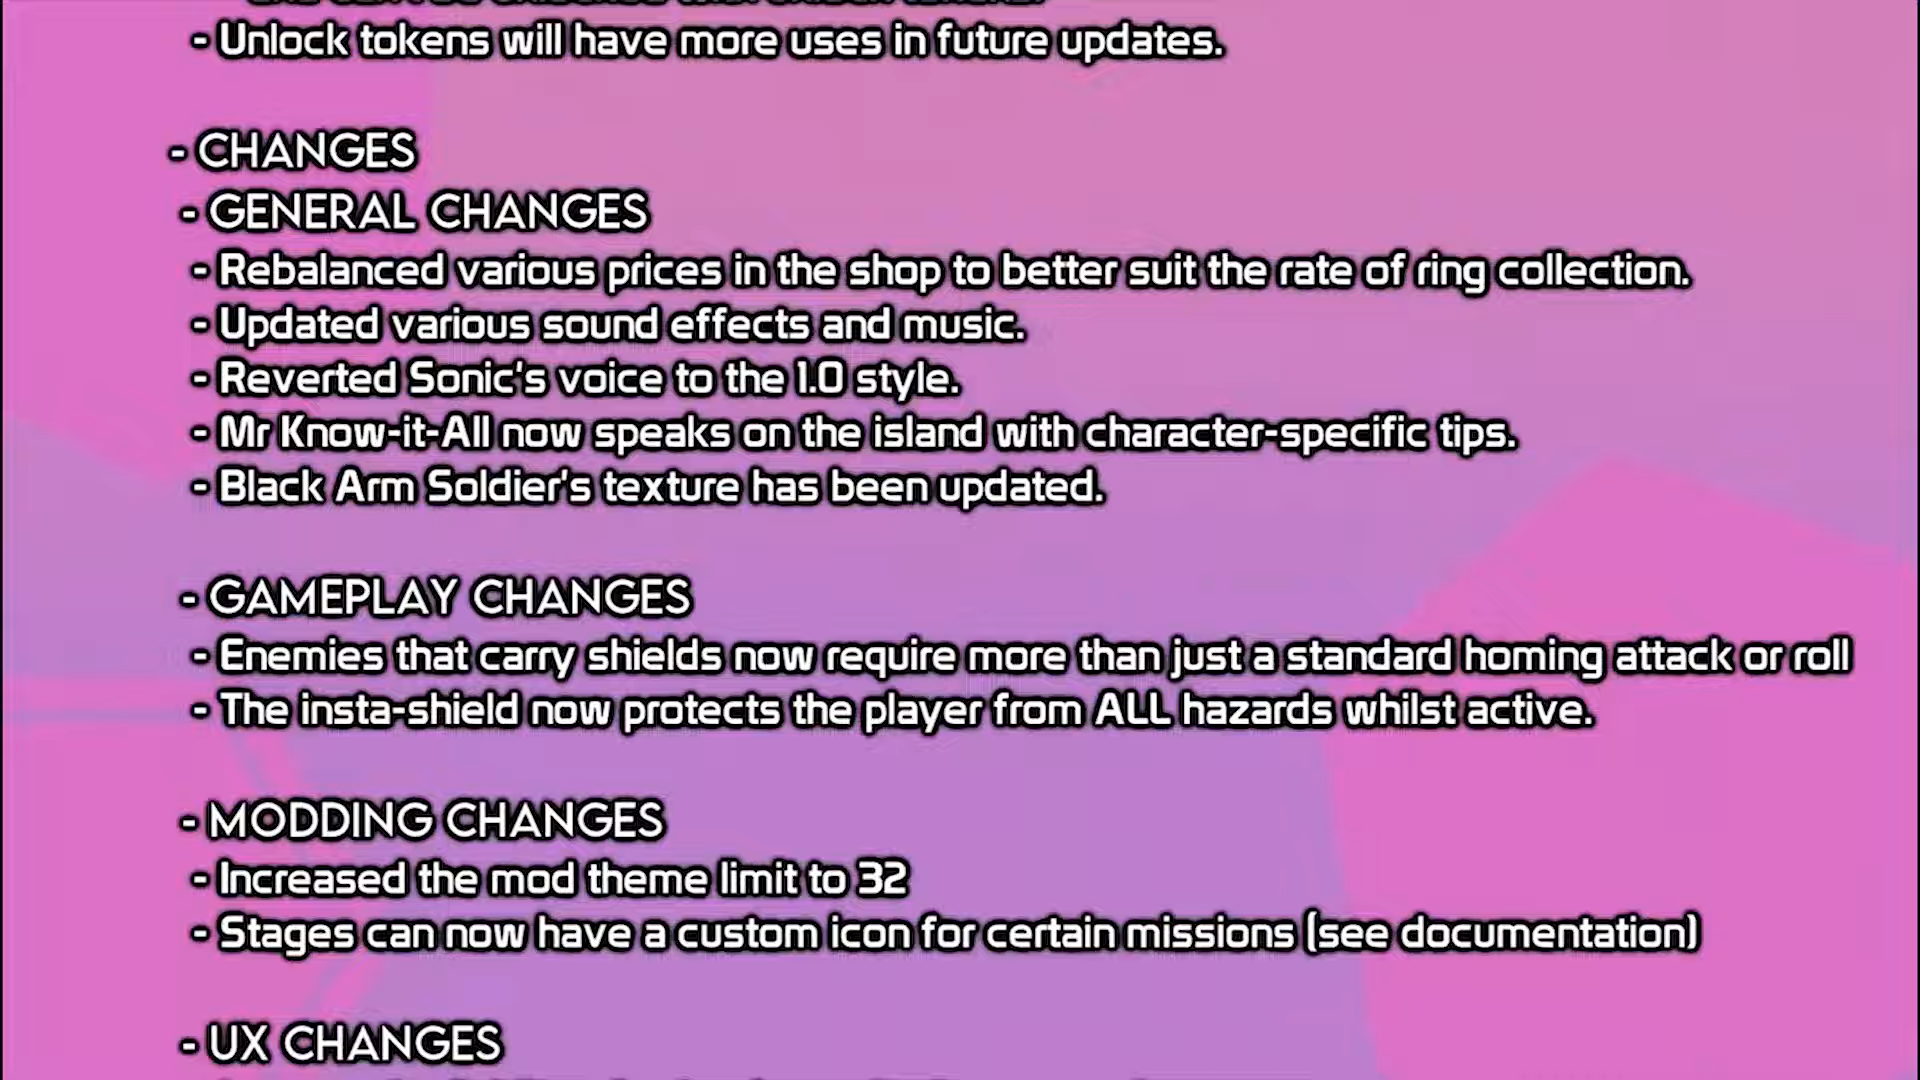 - Unlock tokens will have more uses in future updates.
- CHANGES
- GENERAL CHANGES
- Rebalanced various prices in the shop to better suit the rate of ring collection.
- Updated various sound effects and music.
- Reverted Sonic's voice to the 1.0 style.
- Mr Know-it-All now speaks on the island with character-specific tips.
- Black Arm Soldier's texture has been updated.
- GAMEPLAY CHANGES
- Enemies that carry shields now require more than just a standard homing attack or roll
- The insta-shield now protects the player from ALL hazards whilst active.
- MODDING CHANGES
- Increased the mod theme limit to 32
- Stages can now have a custom icon for certain missions (see documentation)
- UX CHANGES